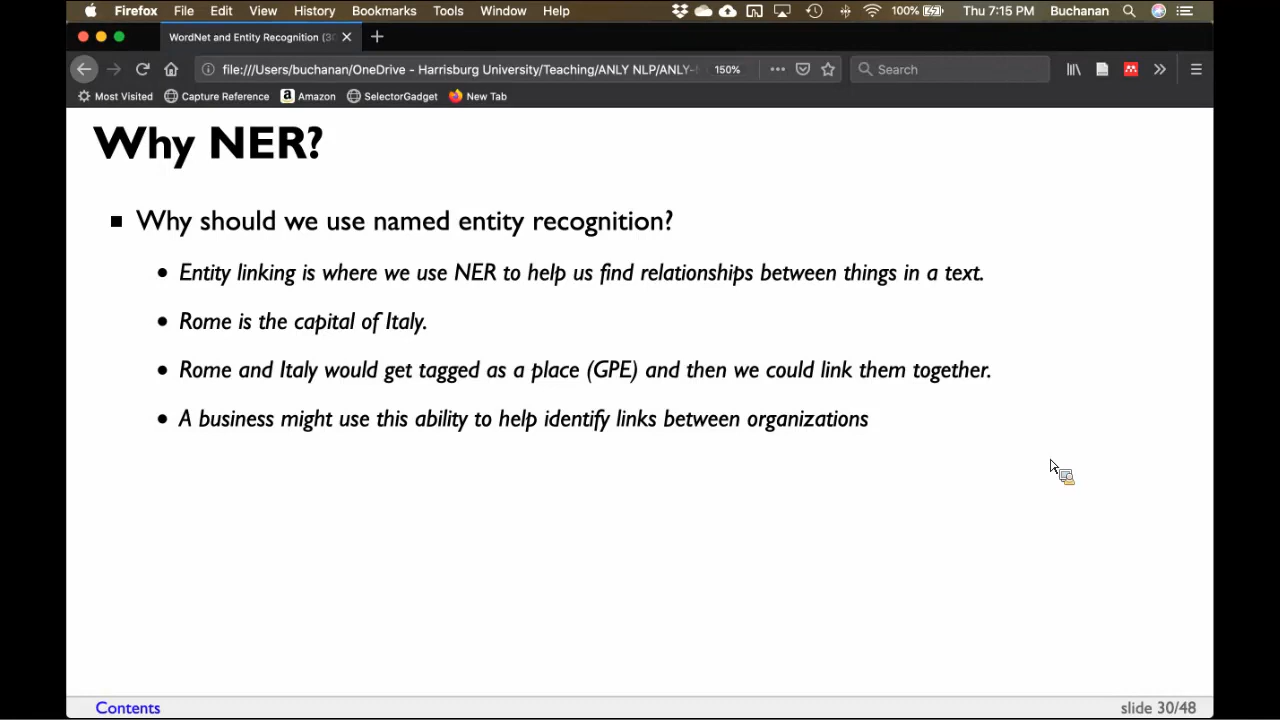 Firefox File Edit View History Bookmarks Tools Window Help 100% Thu 7:15 PM Buchanan
WordNet and Entity Recognition (30
file:///Users/buchanan/OneDrive - Harrisburg University/Teaching/ANLY NLP/ANLY- 150% Search
Most Visited Capture Reference Amazon SelectorGadget New Tab
Why NER?
Why should we use named entity recognition?
Entity linking is where we use NER to help us find relationships between things in a text.
Rome is the capital of Italy.
Rome and Italy would get tagged as a place (GPE) and then we could link them together.
A business might use this ability to help identify links between organizations
Contents slide 30/48